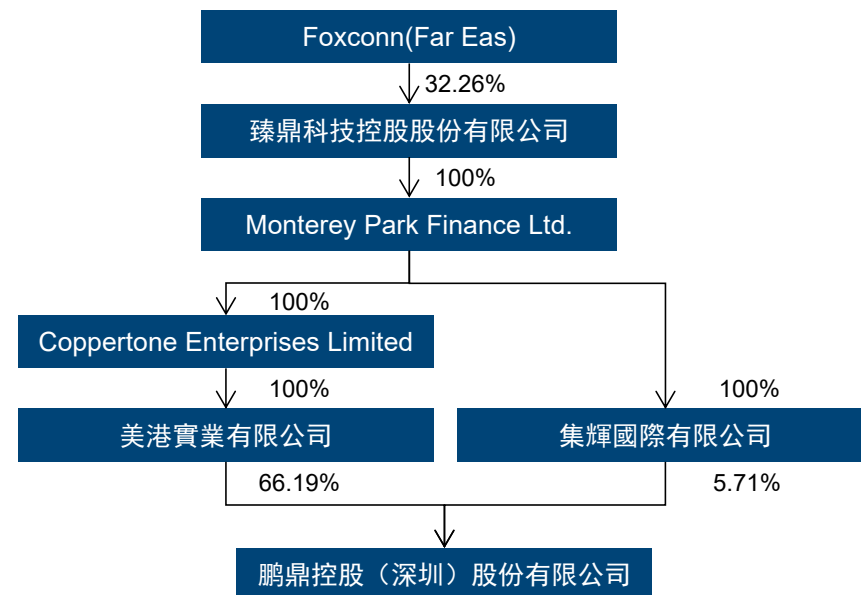 Foxconn(Far Eas)
32.26%
臻鼎科技控股股份有限公司
100%
Monterey Park Finance Ltd.
100%
Coppertone Enterprises Limited
100%
100%
美港實業有限公司
集輝國際有限公司
66.19%
5.71%
鹏鼎控股（深圳）股份有限公司